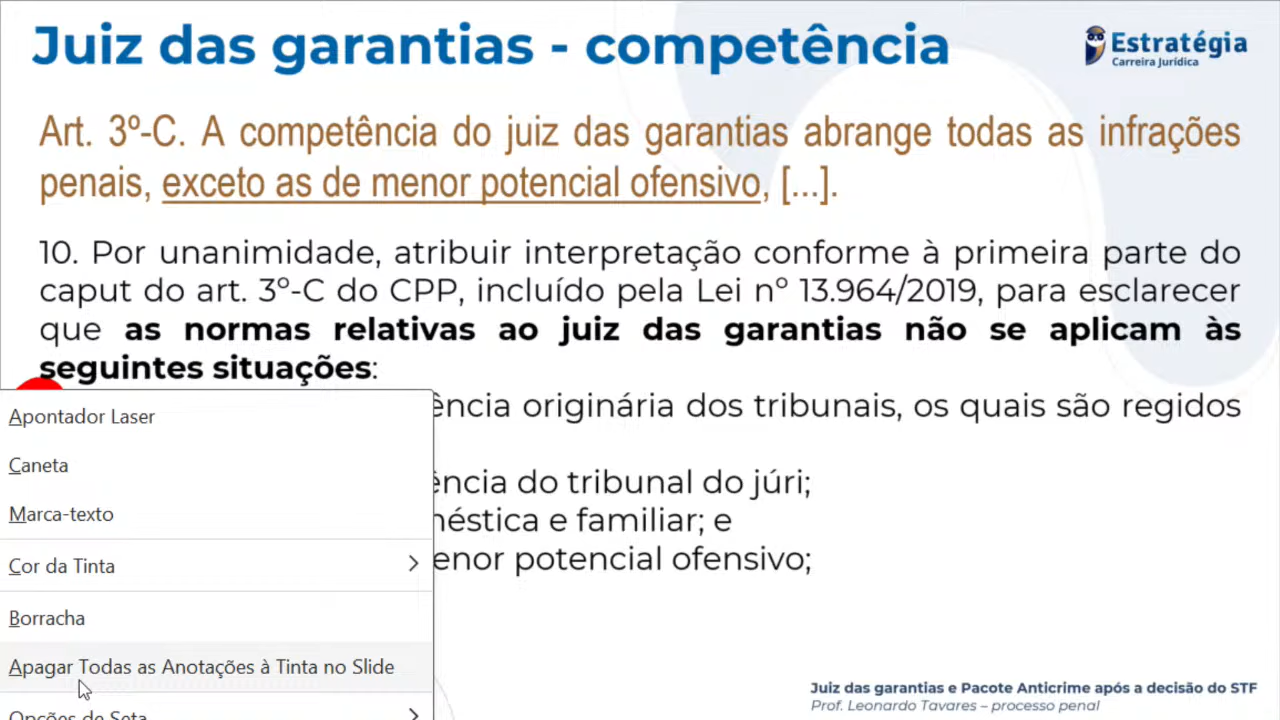 Juiz das garantias - competência
Estratégia
Carreira Jurídica
Art. 3º-C. A competência do juiz das garantias abrange todas as infrações
penais, exceto as de menor potencial ofensivo, [...].
10. Por unanimidade, atribuir interpretação conforme à primeira parte do
caput do art. 3º-C do CPP, incluído pela Lei nº 13.964/2019, para esclarecer
que as normas relativas ao juiz das garantias não se aplicam às
seguintes situações:
originária dos tribunais, os quais são regidos
do tribunal do júri;
e familiar; e
potencial ofensivo;
Apontador Laser
Caneta
Marca-texto
Cor da Tinta
Borracha
Apagar Todas as Anotações à Tinta no Slide
Opções de Seta
Juiz das garantias e Pacote Anticrime após a decisão do STF
Prof. Leonardo Tavares – processo penal